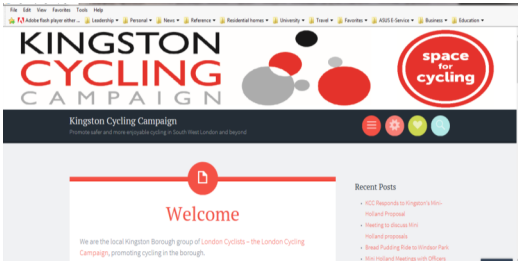 File Edit View Favorites Tools Help
Adobe flash player either ... Leadership Personal News Reference Residential homes University Travel Favorites ASUS E-Service Business Education
KINGSTON
CYCLING
CAMPAIGN
space
for
cycling
Kingston Cycling Campaign
Promote safer and more enjoyable cycling in South West London and beyond
Welcome
We are the local Kingston Borough group of London Cyclists – the London Cycling
Campaign, promoting cycling in the borough.
Recent Posts
KCC Responds to Kingston's Mini-
Holland Proposal
Meeting to discuss Mini
Holland proposals
Bread Pudding Ride to Windsor Park
Mini Holland Meetings with Officers